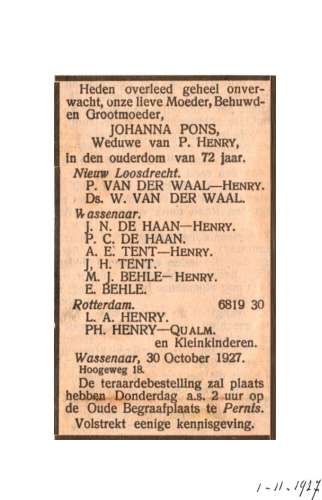 Heden overleed geheel onver-
wacht, onze lieve Moeder, Behuwd-
en Grootmoeder,
JOHANNA PONS,
Weduwe van P. HENRY,
in den ouderdom van 72 jaar.
Nieuw Loosdrecht.
P. VAN DER WAAL—HENRY.
Ds. W. VAN DER WAAL.
Wassenaar.
J. N. DE HAAN—HENRY.
P. C. DE HAAN.
A. E. TENT—HENRY.
J. H. TENT.
M. J. BEHLE—HENRY.
E. BEHLE.
Rotterdam. 6819 30
L. A. HENRY.
PH. HENRY—QUALM.
en Kleinkinderen.
Wassenaar, 30 October 1927.
Hoogeweg 18.
De teraardebestelling zal plaats
hebben Donderdag a.s. 2 uur op
de Oude Begraafplaats te Pernis.
Volstrekt eenige kennisgeving.
1-11-1927